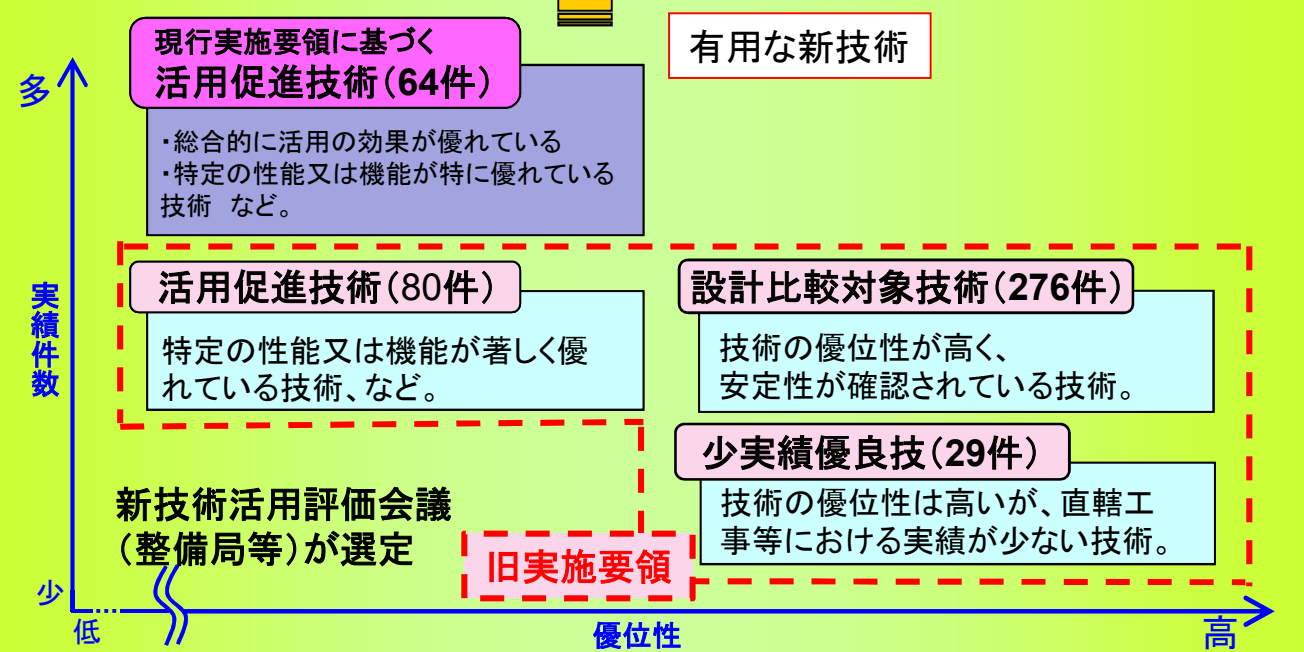 現行実施要領に基づく
活用促進技術(64件)
有用な新技術
多
・総合的に活用の効果が優れている
・特定の性能又は機能が特に優れている
技術 など。
活用促進技術(80件)
設計比較対象技術(276件)
実績件数
特定の性能又は機能が著しく優
れている技術、など。
技術の優位性が高く、
安定性が確認されている技術。
少実績優良技(29件)
新技術活用評価会議
(整備局等)が選定
技術の優位性は高いが、直轄工
事等における実績が少ない技術。
旧実施要領
少
低
優位性
高